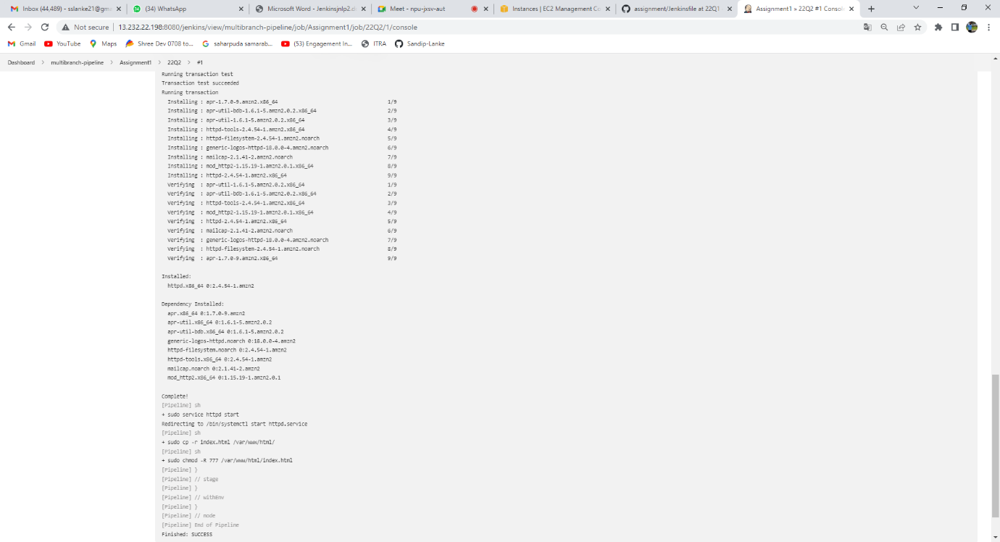 Inbox (44,489) - sslanke21@gm
(34) WhatsApp
Microsoft Word - Jenkinsjnlp2.d
Meet - npu-jxsv-aut
Instances | EC2 Management Co
assignment/Jenkinsfile at 22Q1
Assignment1 » 22Q2 #1 Consol
Not secure | 13.232.22.198:8080/jenkins/view/multibranch-pipeline/job/Assignment1/job/22Q2/1/console
Gmail YouTube Maps Shree Dev 0708 to... saharpuda samarab... (53) Engagement In... ITRA Sandip-Lanke
Dashboard multibranch-pipeline Assignment1 22Q2 #1
Running transaction test
Transaction test succeeded
Running transaction
Installing : apr-1.7.0-9.amzn2.x86_64 1/9
Installing : apr-util-bdb-1.6.1-5.amzn2.0.2.x86_64 2/9
Installing : apr-util-1.6.1-5.amzn2.0.2.x86_64 3/9
Installing : httpd-tools-2.4.54-1.amzn2.x86_64 4/9
Installing : httpd-filesystem-2.4.54-1.amzn2.noarch 5/9
Installing : generic-logos-httpd-18.0.0-4.amzn2.noarch 6/9
Installing : mailcap-2.1.41-2.amzn2.noarch 7/9
Installing : mod_http2-1.15.19-1.amzn2.0.1.x86_64 8/9
Installing : httpd-2.4.54-1.amzn2.x86_64 9/9
Verifying : apr-util-1.6.1-5.amzn2.0.2.x86_64 1/9
Verifying : apr-util-bdb-1.6.1-5.amzn2.0.2.x86_64 2/9
Verifying : httpd-tools-2.4.54-1.amzn2.x86_64 3/9
Verifying : mod_http2-1.15.19-1.amzn2.0.1.x86_64 4/9
Verifying : httpd-2.4.54-1.amzn2.x86_64 5/9
Verifying : mailcap-2.1.41-2.amzn2.noarch 6/9
Verifying : generic-logos-httpd-18.0.0-4.amzn2.noarch 7/9
Verifying : httpd-filesystem-2.4.54-1.amzn2.noarch 8/9
Verifying : apr-1.7.0-9.amzn2.x86_64 9/9
Installed:
httpd.x86_64 0:2.4.54-1.amzn2
Dependency Installed:
apr.x86_64 0:1.7.0-9.amzn2
apr-util.x86_64 0:1.6.1-5.amzn2.0.2
apr-util-bdb.x86_64 0:1.6.1-5.amzn2.0.2
generic-logos-httpd.noarch 0:18.0.0-4.amzn2
httpd-filesystem.noarch 0:2.4.54-1.amzn2
httpd-tools.x86_64 0:2.4.54-1.amzn2
mailcap.noarch 0:2.1.41-2.amzn2
mod_http2.x86_64 0:1.15.19-1.amzn2.0.1
Complete!
[Pipeline] sh
+ sudo service httpd start
Redirecting to /bin/systemctl start httpd.service
[Pipeline] sh
+ sudo cp -r index.html /var/www/html/
[Pipeline] sh
+ sudo chmod -R 777 /var/www/html/index.html
[Pipeline] }
[Pipeline] // stage
[Pipeline] }
[Pipeline] // withEnv
[Pipeline] }
[Pipeline] // node
[Pipeline] End of Pipeline
Finished: SUCCESS